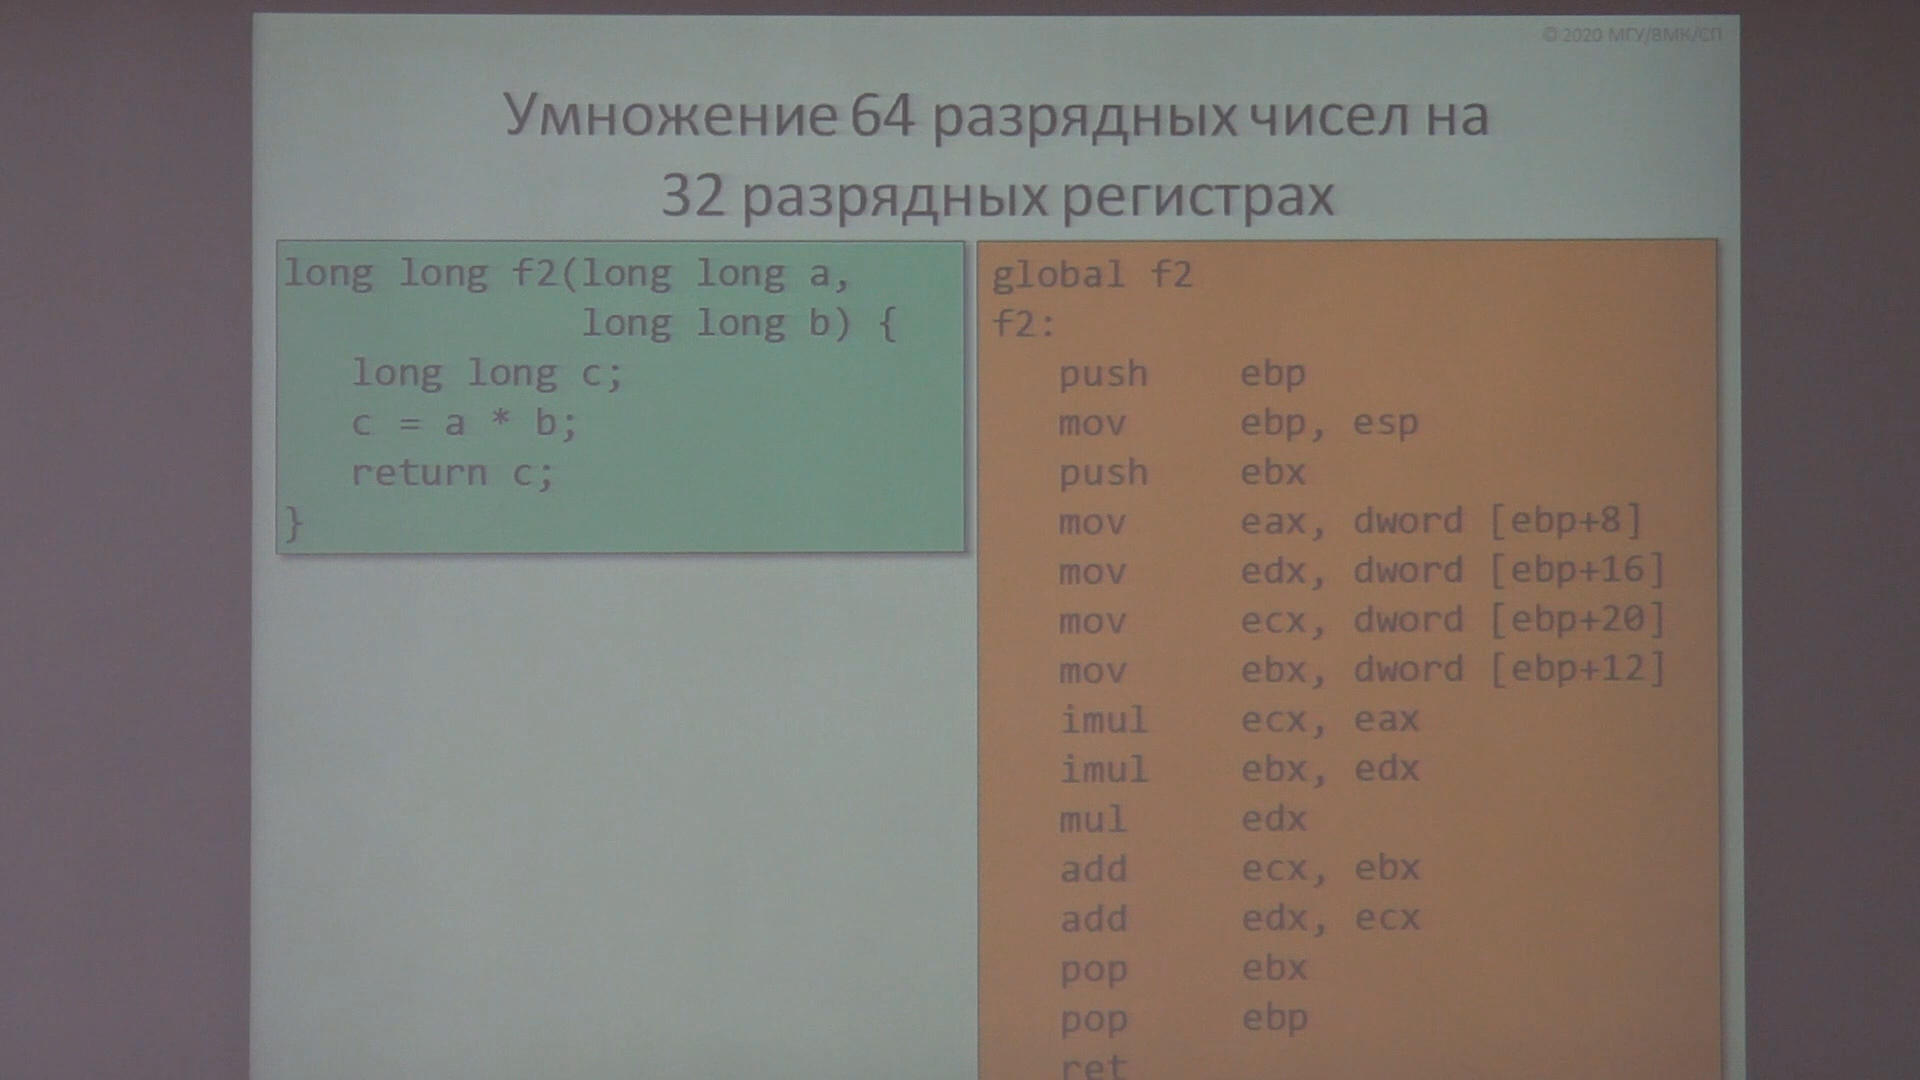 © 2020 МГУ/ВМК/СП
Умножение 64 разрядных чисел на
32 разрядных регистрах
long long f2(long long a,
long long b) {
long long c;
c = a * b;
return c;
}
global f2
f2:
push ebp
mov ebp, esp
push ebx
mov eax, dword [ebp+8]
mov edx, dword [ebp+16]
mov ecx, dword [ebp+20]
mov ebx, dword [ebp+12]
imul ecx, eax
imul ebx, edx
mul edx
add ecx, ebx
add edx, ecx
pop ebx
pop ebp
ret